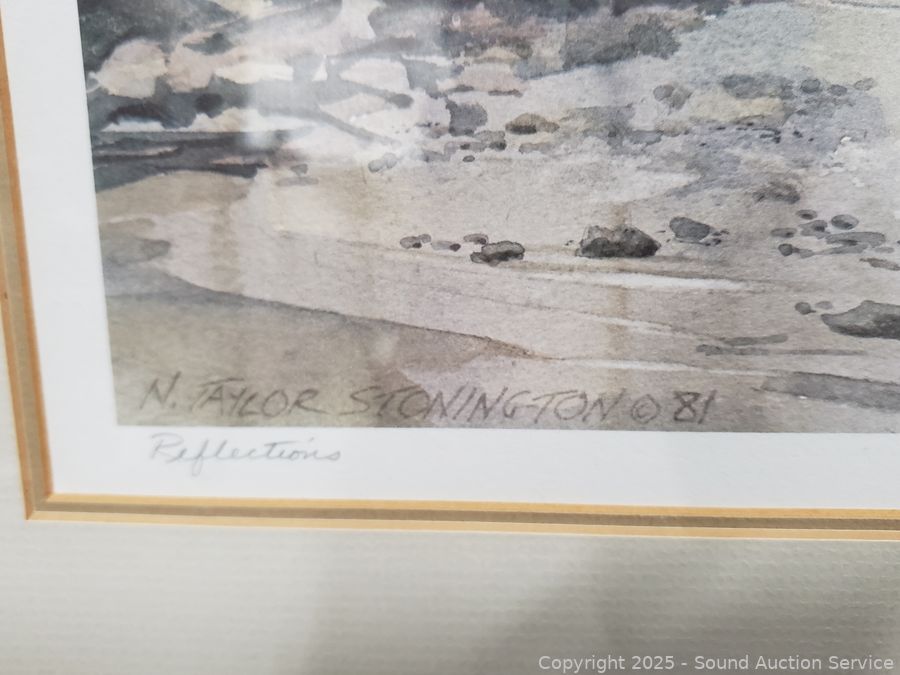 N. TAYLOR STONINGTON © 81
Reflections
Copyright © 2025 - Sound Auction Service